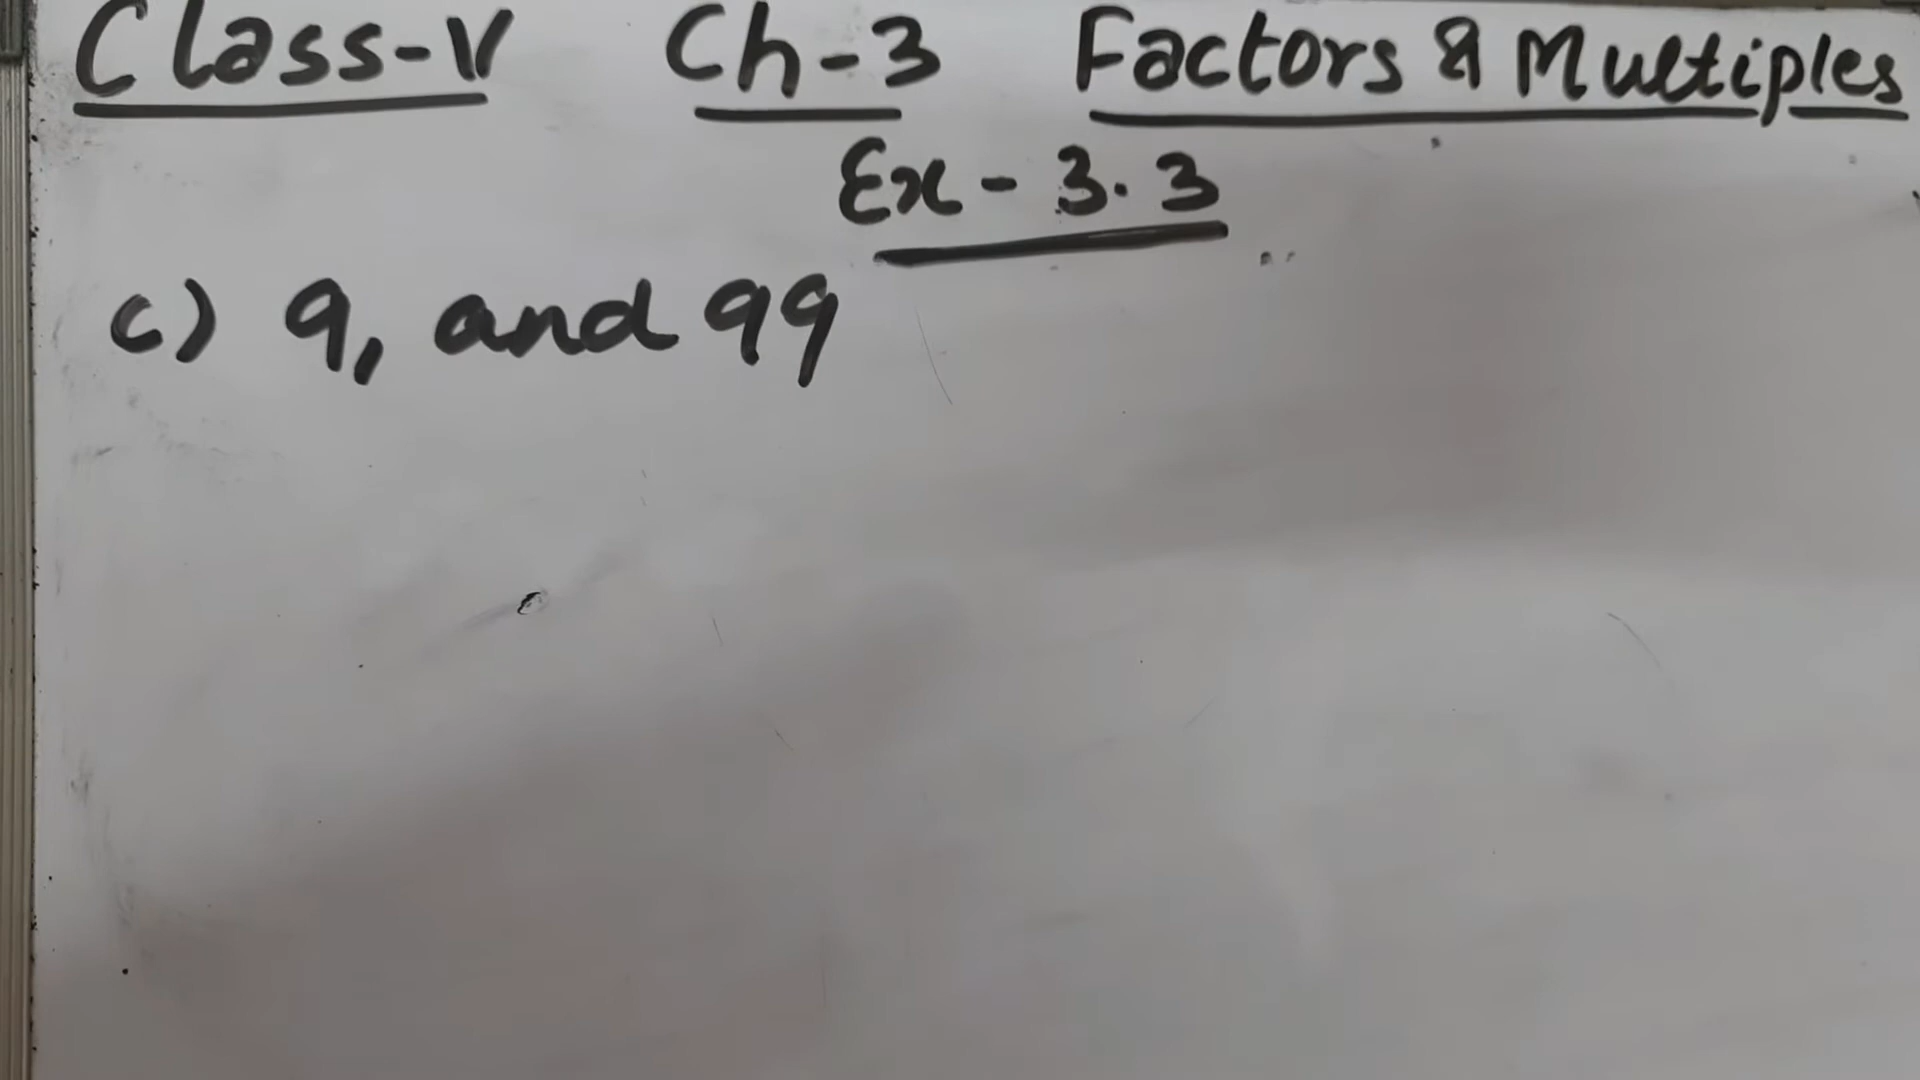 Class-V Ch-3 Factors & Multiples
Ex-3.3
c) 9, and 99